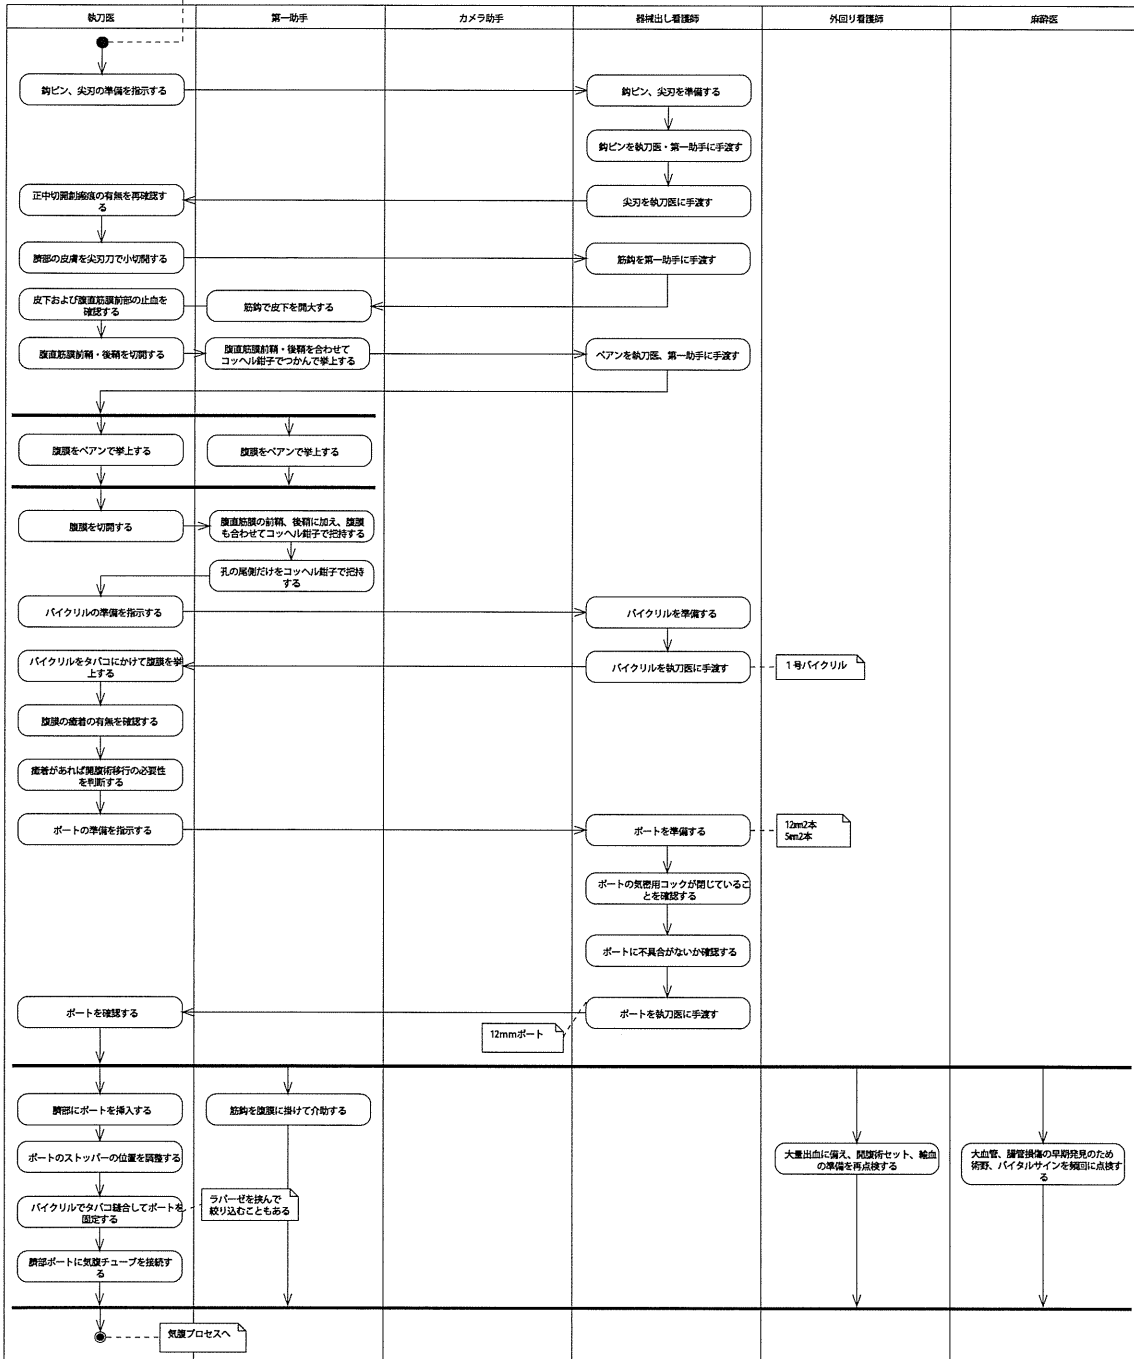 執刀医
第一助手
カメラ助手
器械出し看護師
外回り看護師
麻酔医
鈎ピン、尖刃の準備を指示する
鈎ピン、尖刃を準備する
鈎ピンを執刀医・第一助手に手渡す
正中切開創瘢痕の有無を再確認す
る
尖刃を執刀医に手渡す
臍部の皮膚を尖刃刀で小切開する
筋鈎を第一助手に手渡す
皮下および腹直筋膜前部の止血を
確認する
筋鈎で皮下を開大する
腹直筋膜前鞘・後鞘を切開する
腹直筋膜前鞘・後鞘を合わせて
コッヘル鉗子でつかんで挙上する
ペアンを執刀医、第一助手に手渡す
腹膜をペアンで挙上する
腹膜をペアンで挙上する
腹膜を切開する
腹直筋膜の前鞘、後鞘に加え、腹膜
も合わせてコッヘル鉗子で把持する
孔の尾側だけをコッヘル鉗子で把持
する
バイクリルの準備を指示する
バイクリルを準備する
バイクリルをタバコにかけて腹膜を挙
上する
バイクリルを執刀医に手渡す
1号バイクリル
腹膜の癒着の有無を確認する
癒着があれば開腹術移行の必要性
を判断する
ポートの準備を指示する
ポートを準備する
12mm2本
5mm2本
ポートの気密用コックが閉じているこ
とを確認する
ポートに不具合がないか確認する
ポートを確認する
ポートを執刀医に手渡す
12mmポート
臍部にポートを挿入する
筋鈎を腹膜に掛けて介助する
ポートのストッパーの位置を調整する
大量出血に備え、開腹術セット、輸血
の準備を再点検する
大血管、腸管損傷の早期発見のため
術野、バイタルサインを頻回に点検す
る
バイクリルでタバコ縫合してポートを
固定する
ラパーゼを挟んで
絞り込むこともある
臍部ポートに気腹チューブを接続す
る
気腹プロセスへ